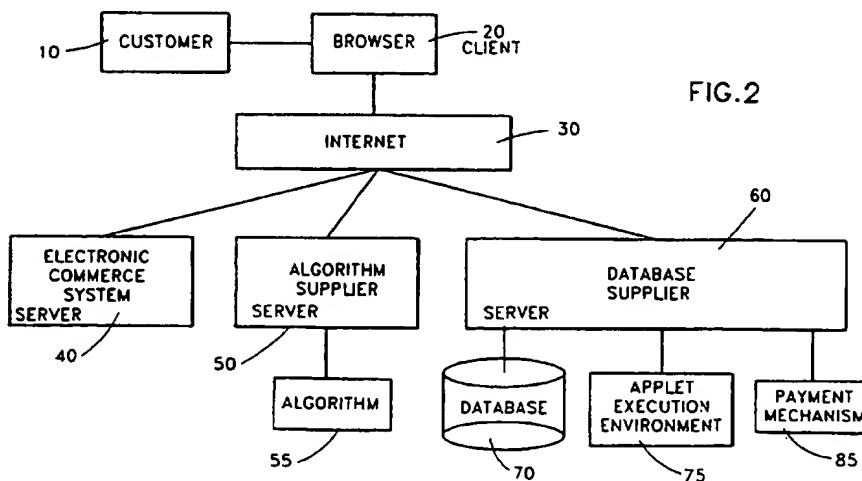 10
CUSTOMER
BROWSER
20
CLIENT
FIG.2
INTERNET
30
60
ELECTRONIC
COMMERCE
SYSTEM
SERVER
40
ALGORITHM
SUPPLIER
SERVER
50
DATABASE
SUPPLIER
SERVER
ALGORITHM
55
DATABASE
70
APPLET
EXECUTION
ENVIRONMENT
75
PAYMENT
MECHANISM
85